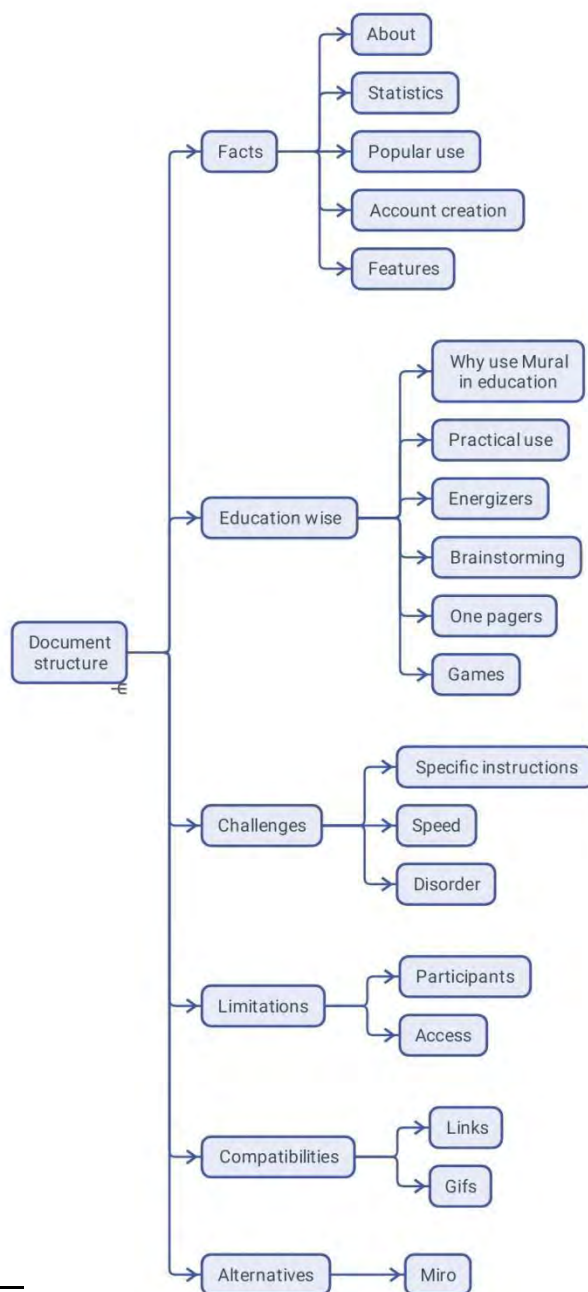 Document
structure
Facts
About
Statistics
Popular use
Account creation
Features
Education wise
Why use Mural
in education
Practical use
Energizers
Brainstorming
One pagers
Games
Challenges
Specific instructions
Speed
Disorder
Limitations
Participants
Access
Compatibilities
Links
Gifs
Alternatives
Miro